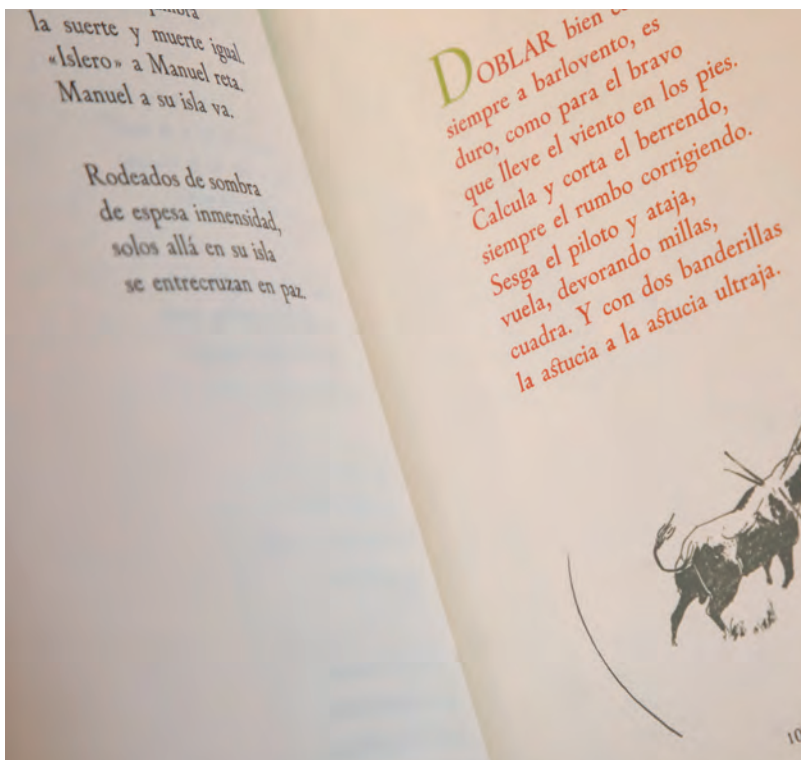 la suerte y muerte igual.
«Islero» a Manuel reta.
Manuel a su isla va.
Rodeados de sombra
de espesa inmensidad,
solos allá en su isla
se entrecruzan en paz.
DOBLAR bien
siempre a barlovento, es
duro, como para el bravo
que lleve el viento en los pies.
Calcula y corta el berrendo,
siempre el rumbo corrigiendo.
Sesga el piloto y ataja,
vuela, devorando millas,
cuadra. Y con dos banderillas
la astucia a la astucia ultraja.